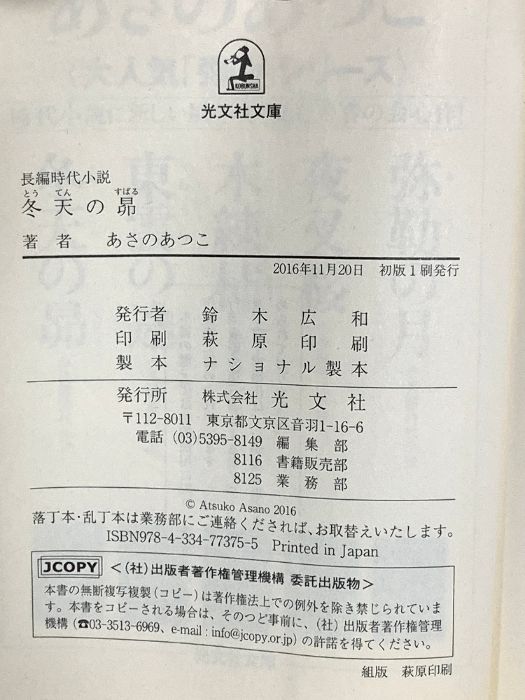 KOBUNSHA
光文社文庫
長編時代小説
とう てん すばる
冬天の昴
著者 あさのあつこ
2016年11月20日 初版1刷発行
発行者 鈴木広和
印刷 萩原印刷
製本 ナショナル製本
発行所 株式会社 光文社
〒112-8011 東京都文京区音羽1-16-6
電話 (03)5395-8149 編集部
8116 書籍販売部
8125 業務部
© Atsuko Asano 2016
落丁本・乱丁本は業務部にご連絡くだされば、お取替えいたします。
ISBN978-4-334-77375-5 Printed in Japan
JCOPY <(社)出版者著作権管理機構 委託出版物>
本書の無断複写複製(コピー)は著作権法上での例外を除き禁じられています。本書をコピーされる場合は、そのつど事前に、(社)出版者著作権管理機構(☎03-3513-6969、e-mail : info@jcopy.or.jp)の許諾を得てください。
組版 萩原印刷